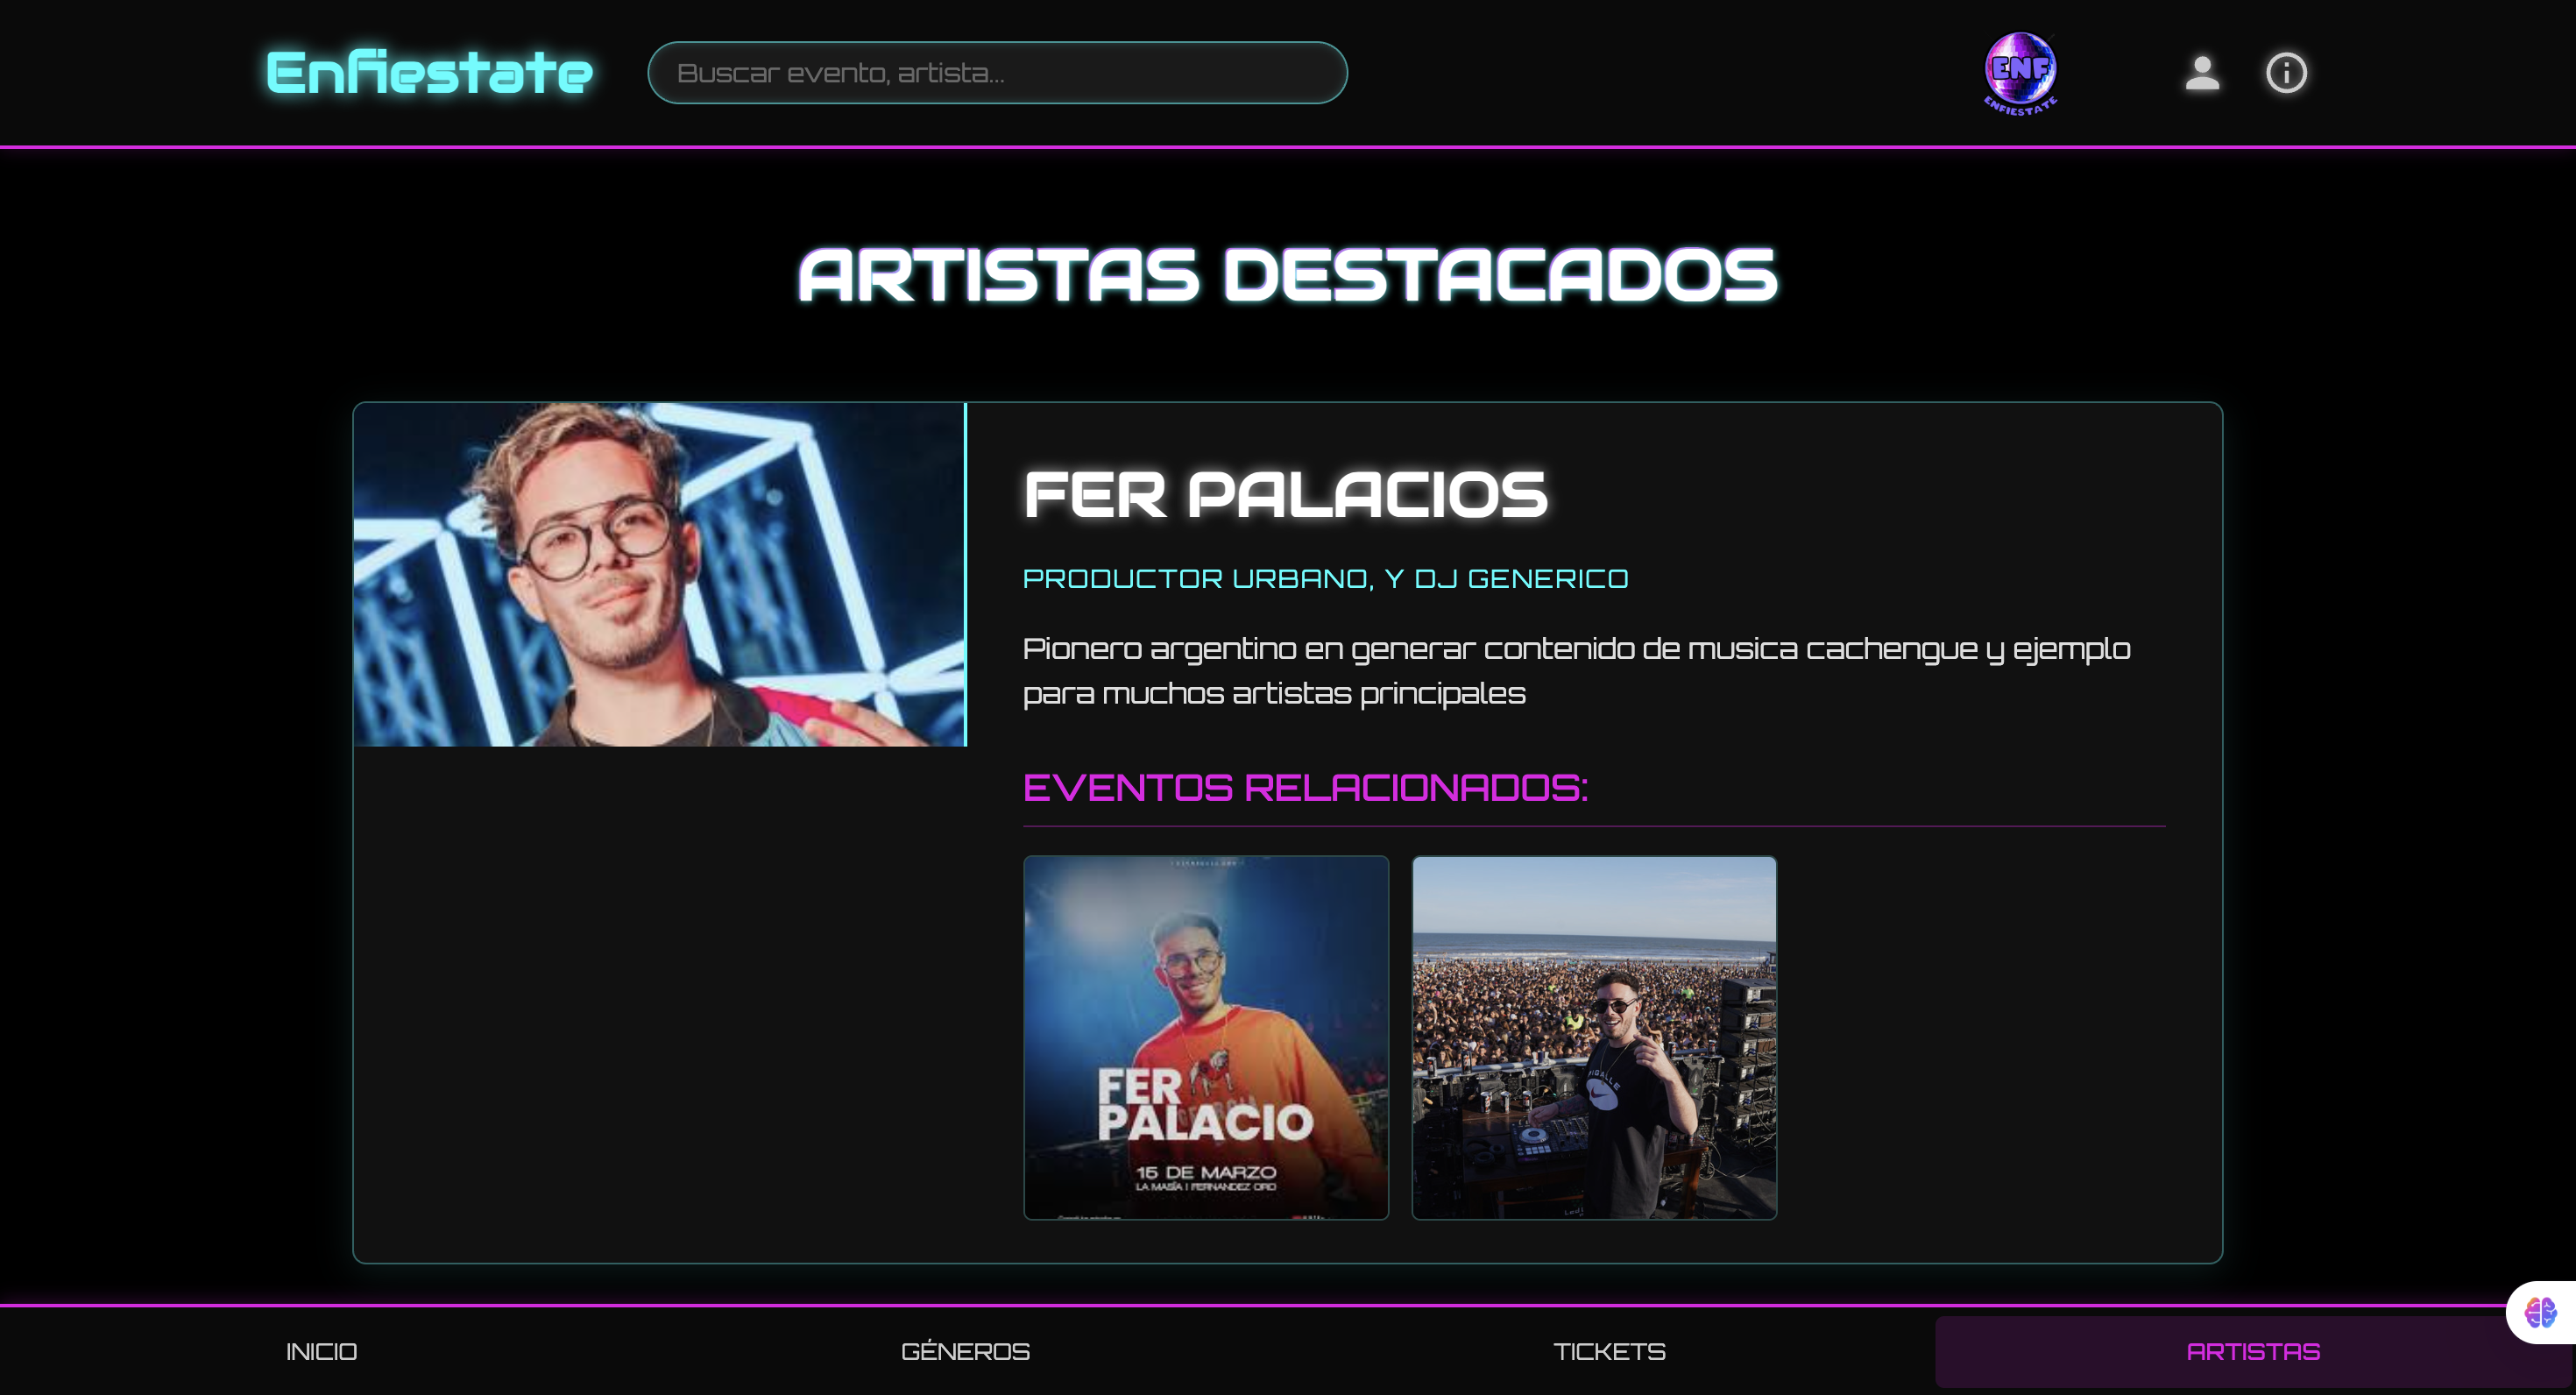 Enfiestate
Buscar evento, artista...
ENF
ENFIESTATE
ARTISTAS DESTACADOS
FER PALACIOS
PRODUCTOR URBANO, Y DJ GENERICO
Pionero argentino en generar contenido de musica cachengue y ejemplo
para muchos artistas principales
EVENTOS RELACIONADOS:
FER
PALACIO
15 DE MARZO
LA MASÍA | FERNANDEZ ORO
INICIO
GÉNEROS
TICKETS
ARTISTAS